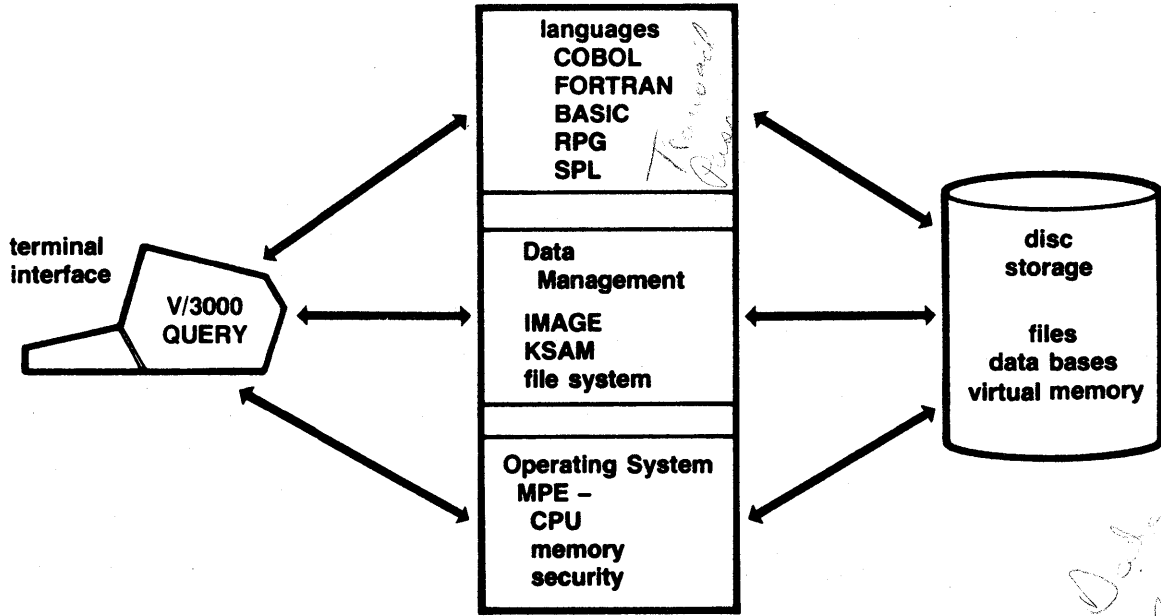 languages
COBOL
FORTRAN
BASIC
RPG
SPL
terminal
interface
V/3000
QUERY
Data
Management
IMAGE
KSAM
file system
disc
storage
files
data bases
virtual memory
Operating System
MPE –
CPU
memory
security